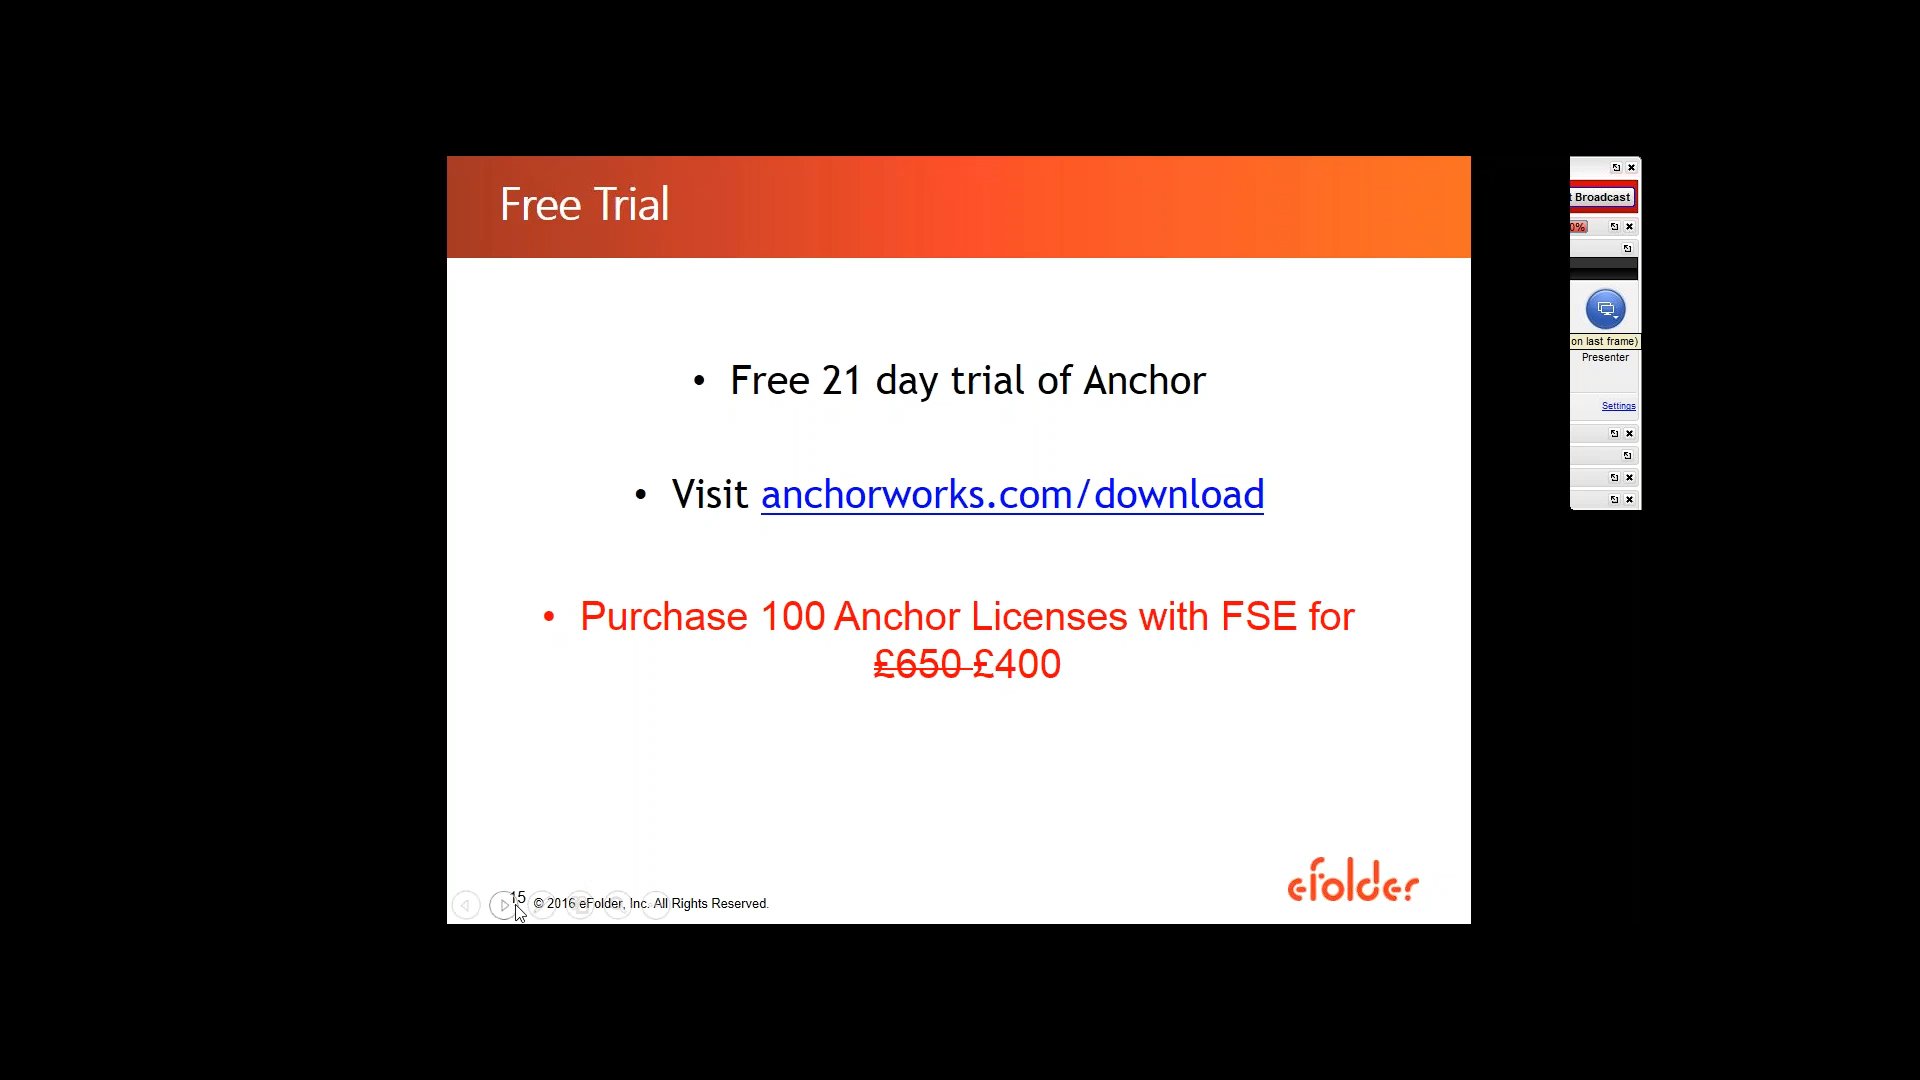 Free Trial
• Free 21 day trial of Anchor
• Visit anchorworks.com/download
• Purchase 100 Anchor Licenses with FSE for
£650 £400
15 © 2016 eFolder, Inc. All Rights Reserved.
efolder
t Broadcast
0%
on last frame)
Presenter
Settings